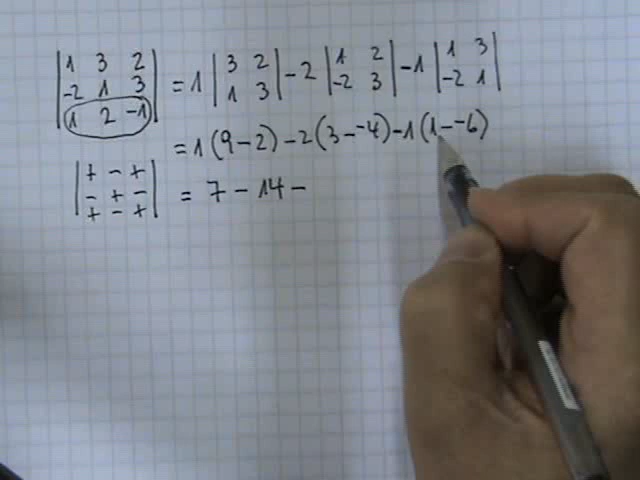 | 1 3 2 | = 1 | 3 2 | - 2 | 1 2 | - 1 | 1 3 |
| -2 1 3 | | 1 3 | | -2 3 | | -2 1 |
| 1 2 -1 |
= 1 (9 - 2) - 2 (3 - -4) - 1 (1 - -6)
| + - + |
| - + - | = 7 - 14 -
| + - + |